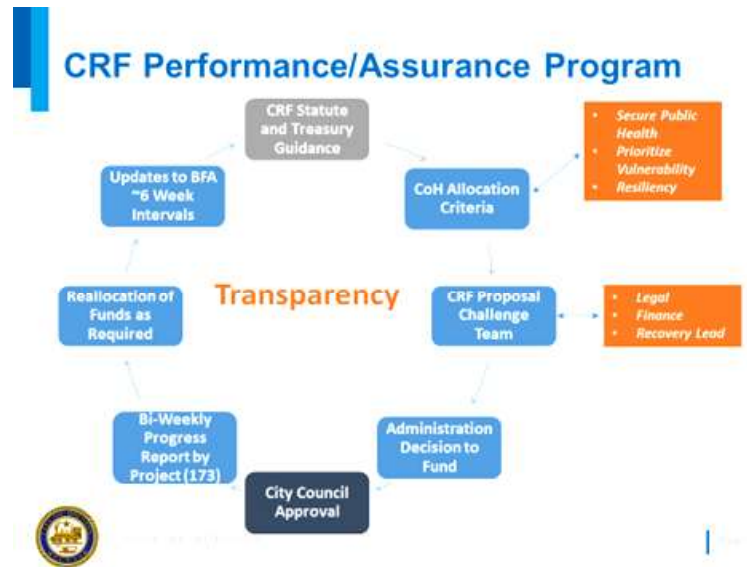 CRF Performance/Assurance Program
CRF Statute
and Treasury
Guidance
• Secure Public
Health
• Prioritize
Vulnerability
• Resiliency
Updates to BFA
~6 Week
Intervals
CoH Allocation
Criteria
Reallocation of
Funds as
Required
Transparency
CRF Proposal
Challenge
Team
• Legal
• Finance
• Recovery Lead
Bi-Weekly
Progress
Report by
Project (173)
Administration
Decision to
Fund
City Council
Approval